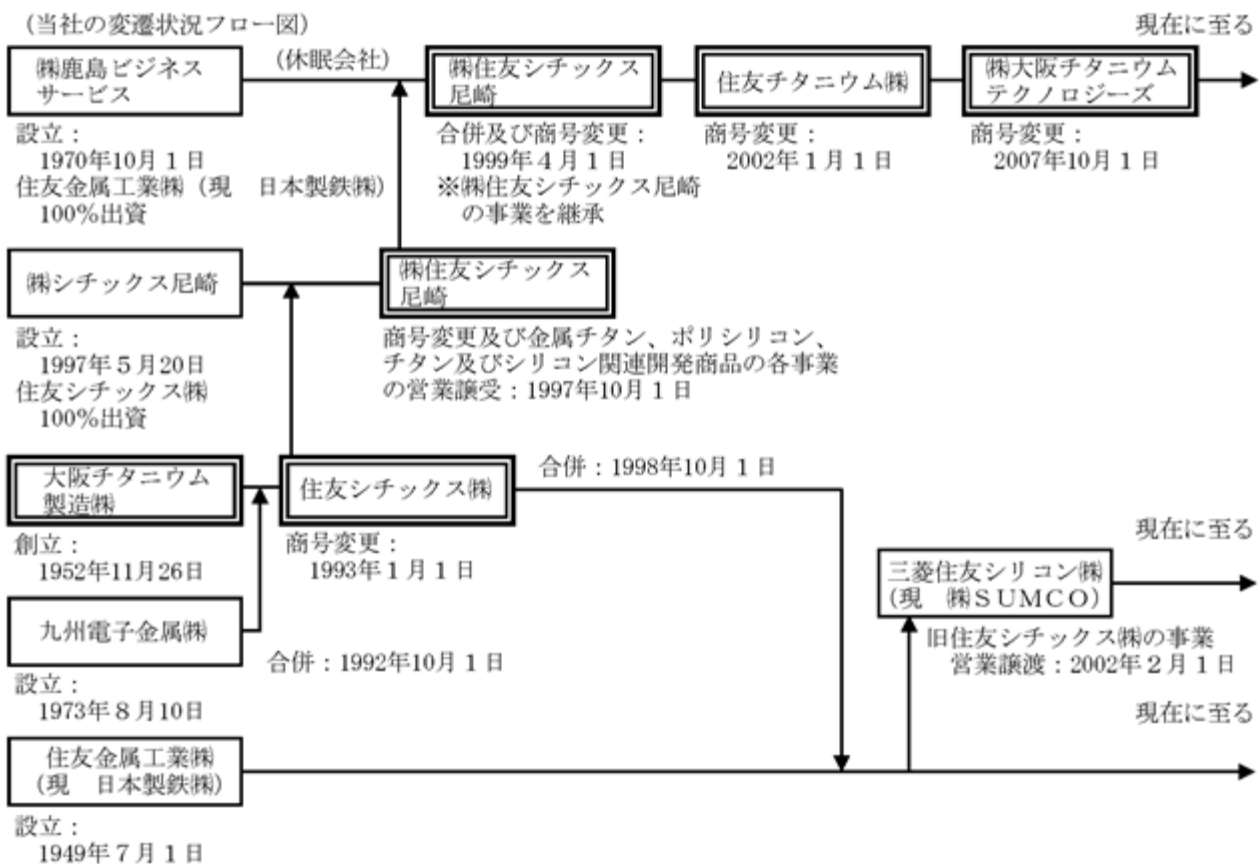 (当社の変遷状況フロー図)
現在に至る
㈱鹿島ビジネス
サービス
(休眠会社)
㈱住友シチックス
尼崎
住友チタニウム㈱
㈱大阪チタニウム
テクノロジーズ
設立:
1970年10月1日
住友金属工業㈱(現 日本製鉄㈱)
100%出資
合併及び商号変更:
1999年4月1日
※㈱住友シチックス尼崎
の事業を継承
商号変更:
2002年1月1日
商号変更:
2007年10月1日
㈱シチックス尼崎
㈱住友シチックス
尼崎
設立:
1997年5月20日
住友シチックス㈱
100%出資
商号変更及び金属チタン、ポリシリコン、
チタン及びシリコン関連開発商品の各事業
の営業譲受:1997年10月1日
大阪チタニウム
製造㈱
住友シチックス㈱
合併:1998年10月1日
創立:
1952年11月26日
商号変更:
1993年1月1日
現在に至る
三菱住友シリコン㈱
(現 ㈱SUMCO)
九州電子金属㈱
合併:1992年10月1日
旧住友シチックス㈱の事業
営業譲渡:2002年2月1日
設立:
1973年8月10日
現在に至る
住友金属工業㈱
(現 日本製鉄㈱)
設立:
1949年7月1日